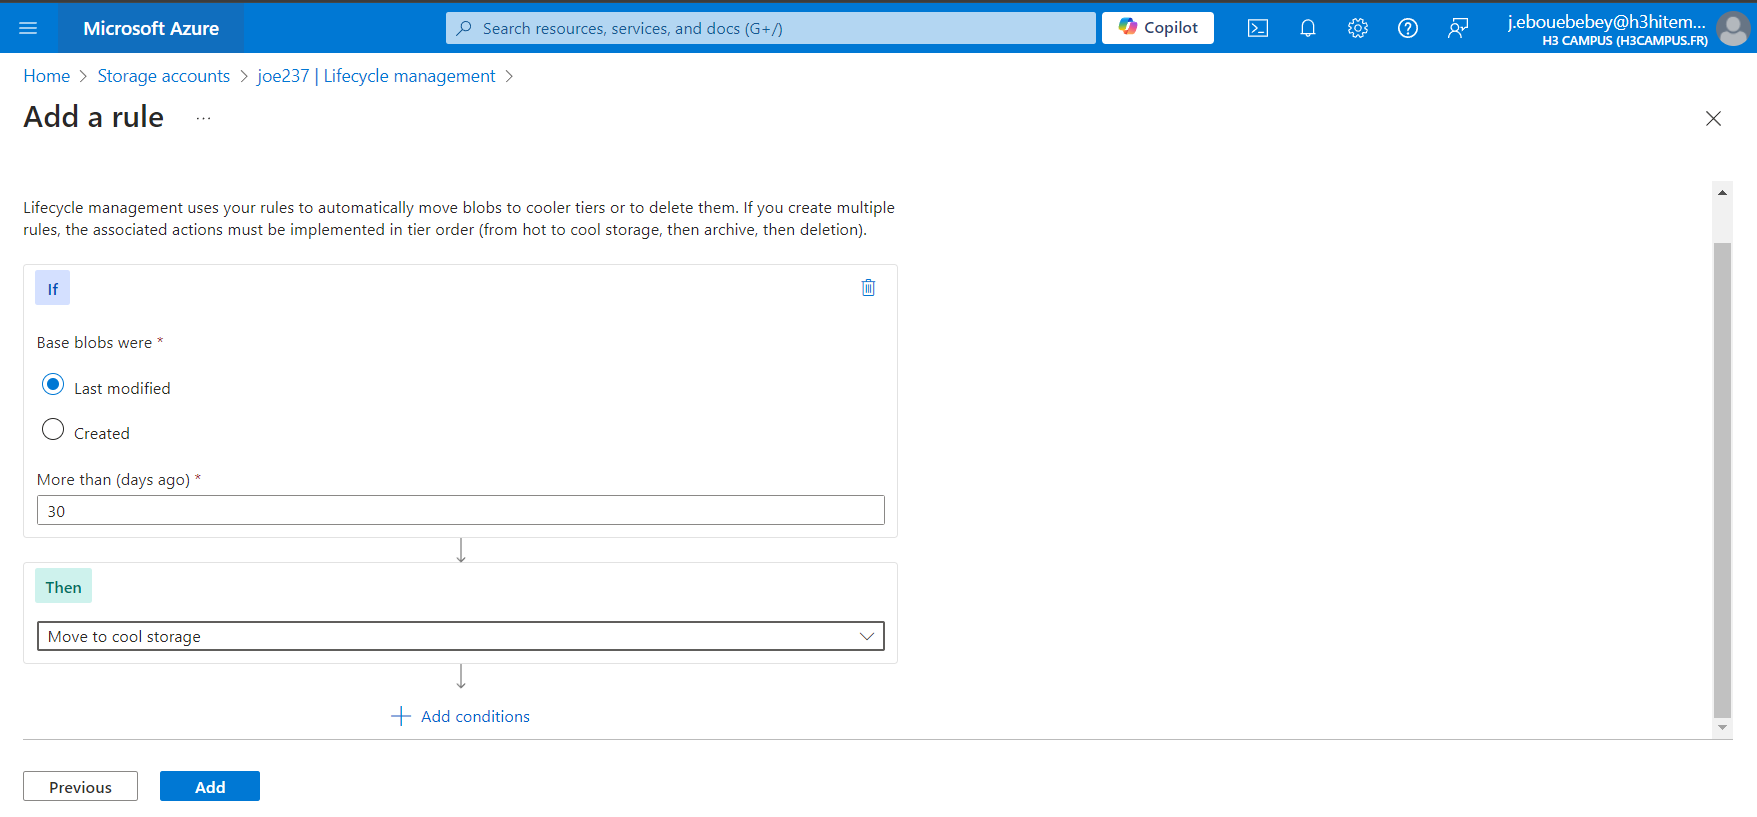 Microsoft Azure
Search resources, services, and docs (G+/)
Copilot
j.ebouebebey@h3hitem...
H3 CAMPUS (H3CAMPUS.FR)
Home > Storage accounts > joe237 | Lifecycle management >
Add a rule ...
Lifecycle management uses your rules to automatically move blobs to cooler tiers or to delete them. If you create multiple
rules, the associated actions must be implemented in tier order (from hot to cool storage, then archive, then deletion).
If
Base blobs were *
Last modified
Created
More than (days ago) *
30
Then
Move to cool storage
Add conditions
Previous
Add